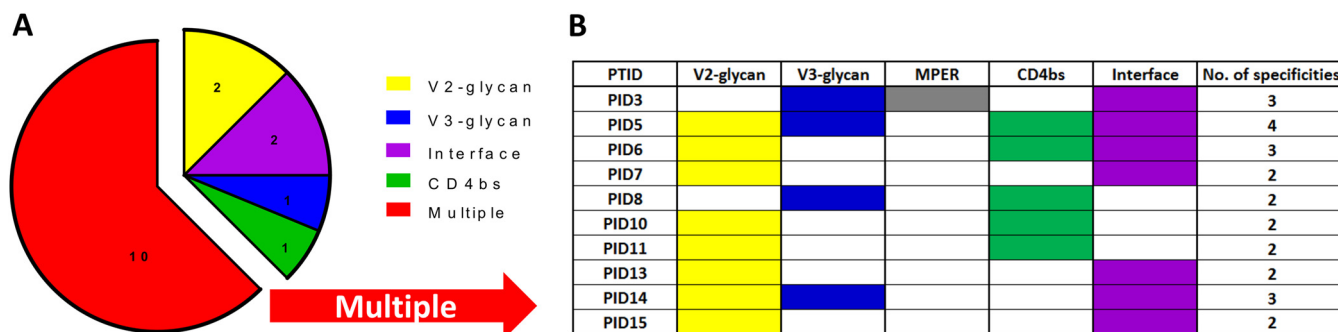 A
2
2
1
1
10
V2-glycan
V3-glycan
Interface
CD4bs
Multiple
Multiple
B
PTID V2-glycan V3-glycan MPER CD4bs Interface No. of specificities
PID3 3
PID5 4
PID6 3
PID7 2
PID8 2
PID10 2
PID11 2
PID13 2
PID14 3
PID15 2